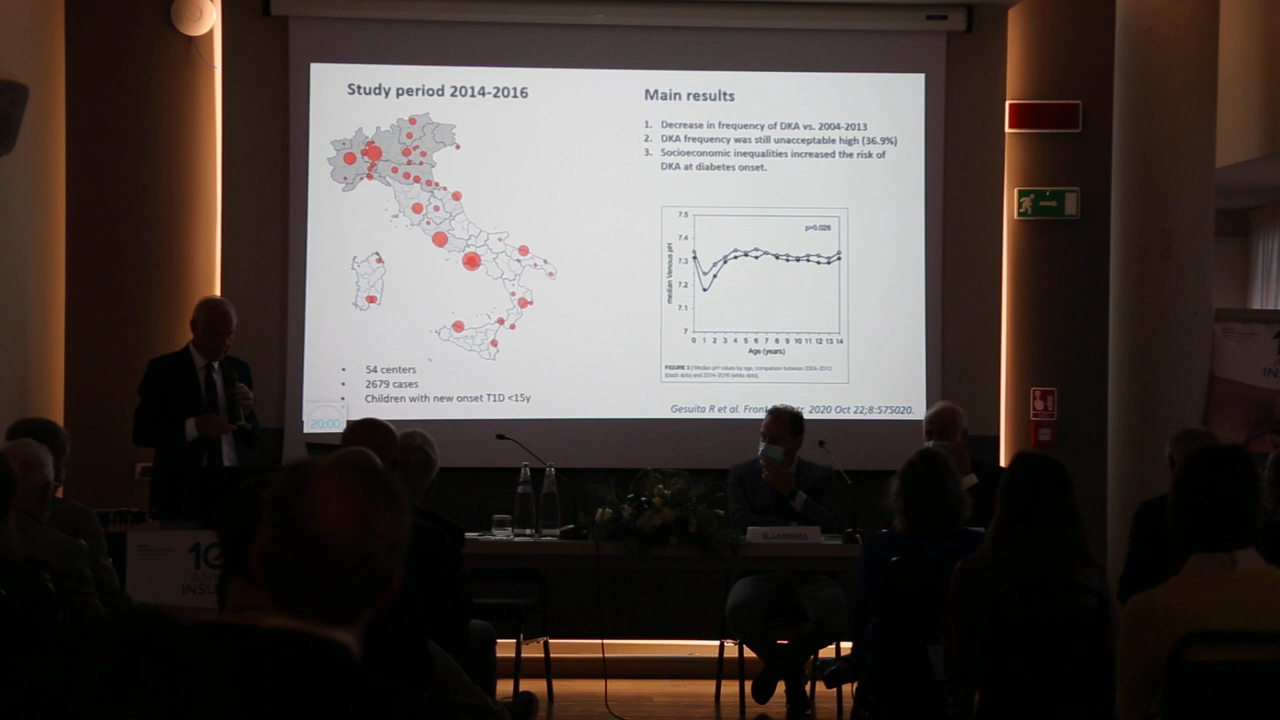 Study period 2014-2016
54 centers
2679 cases
Children with new onset T1D <15y
20:00
Main results
1. Decrease in frequency of DKA vs. 2004-2013
2. DKA frequency was still unacceptable high (36.9%)
3. Socioeconomic inequalities increased the risk of
DKA at diabetes onset.
7.5
7.4
7.3
7.2
7.1
7
median Venous pH
p=0.026
0 1 2 3 4 5 6 7 8 9 10 11 12 13 14
Age (years)
FIGURE 3 | Median pH values by age, comparison between 2004-2013
(black dots) and 2014-2016 (white dots).
Gesuita R et al. Front 2020 Oct 22;8:575020.
10
INSU